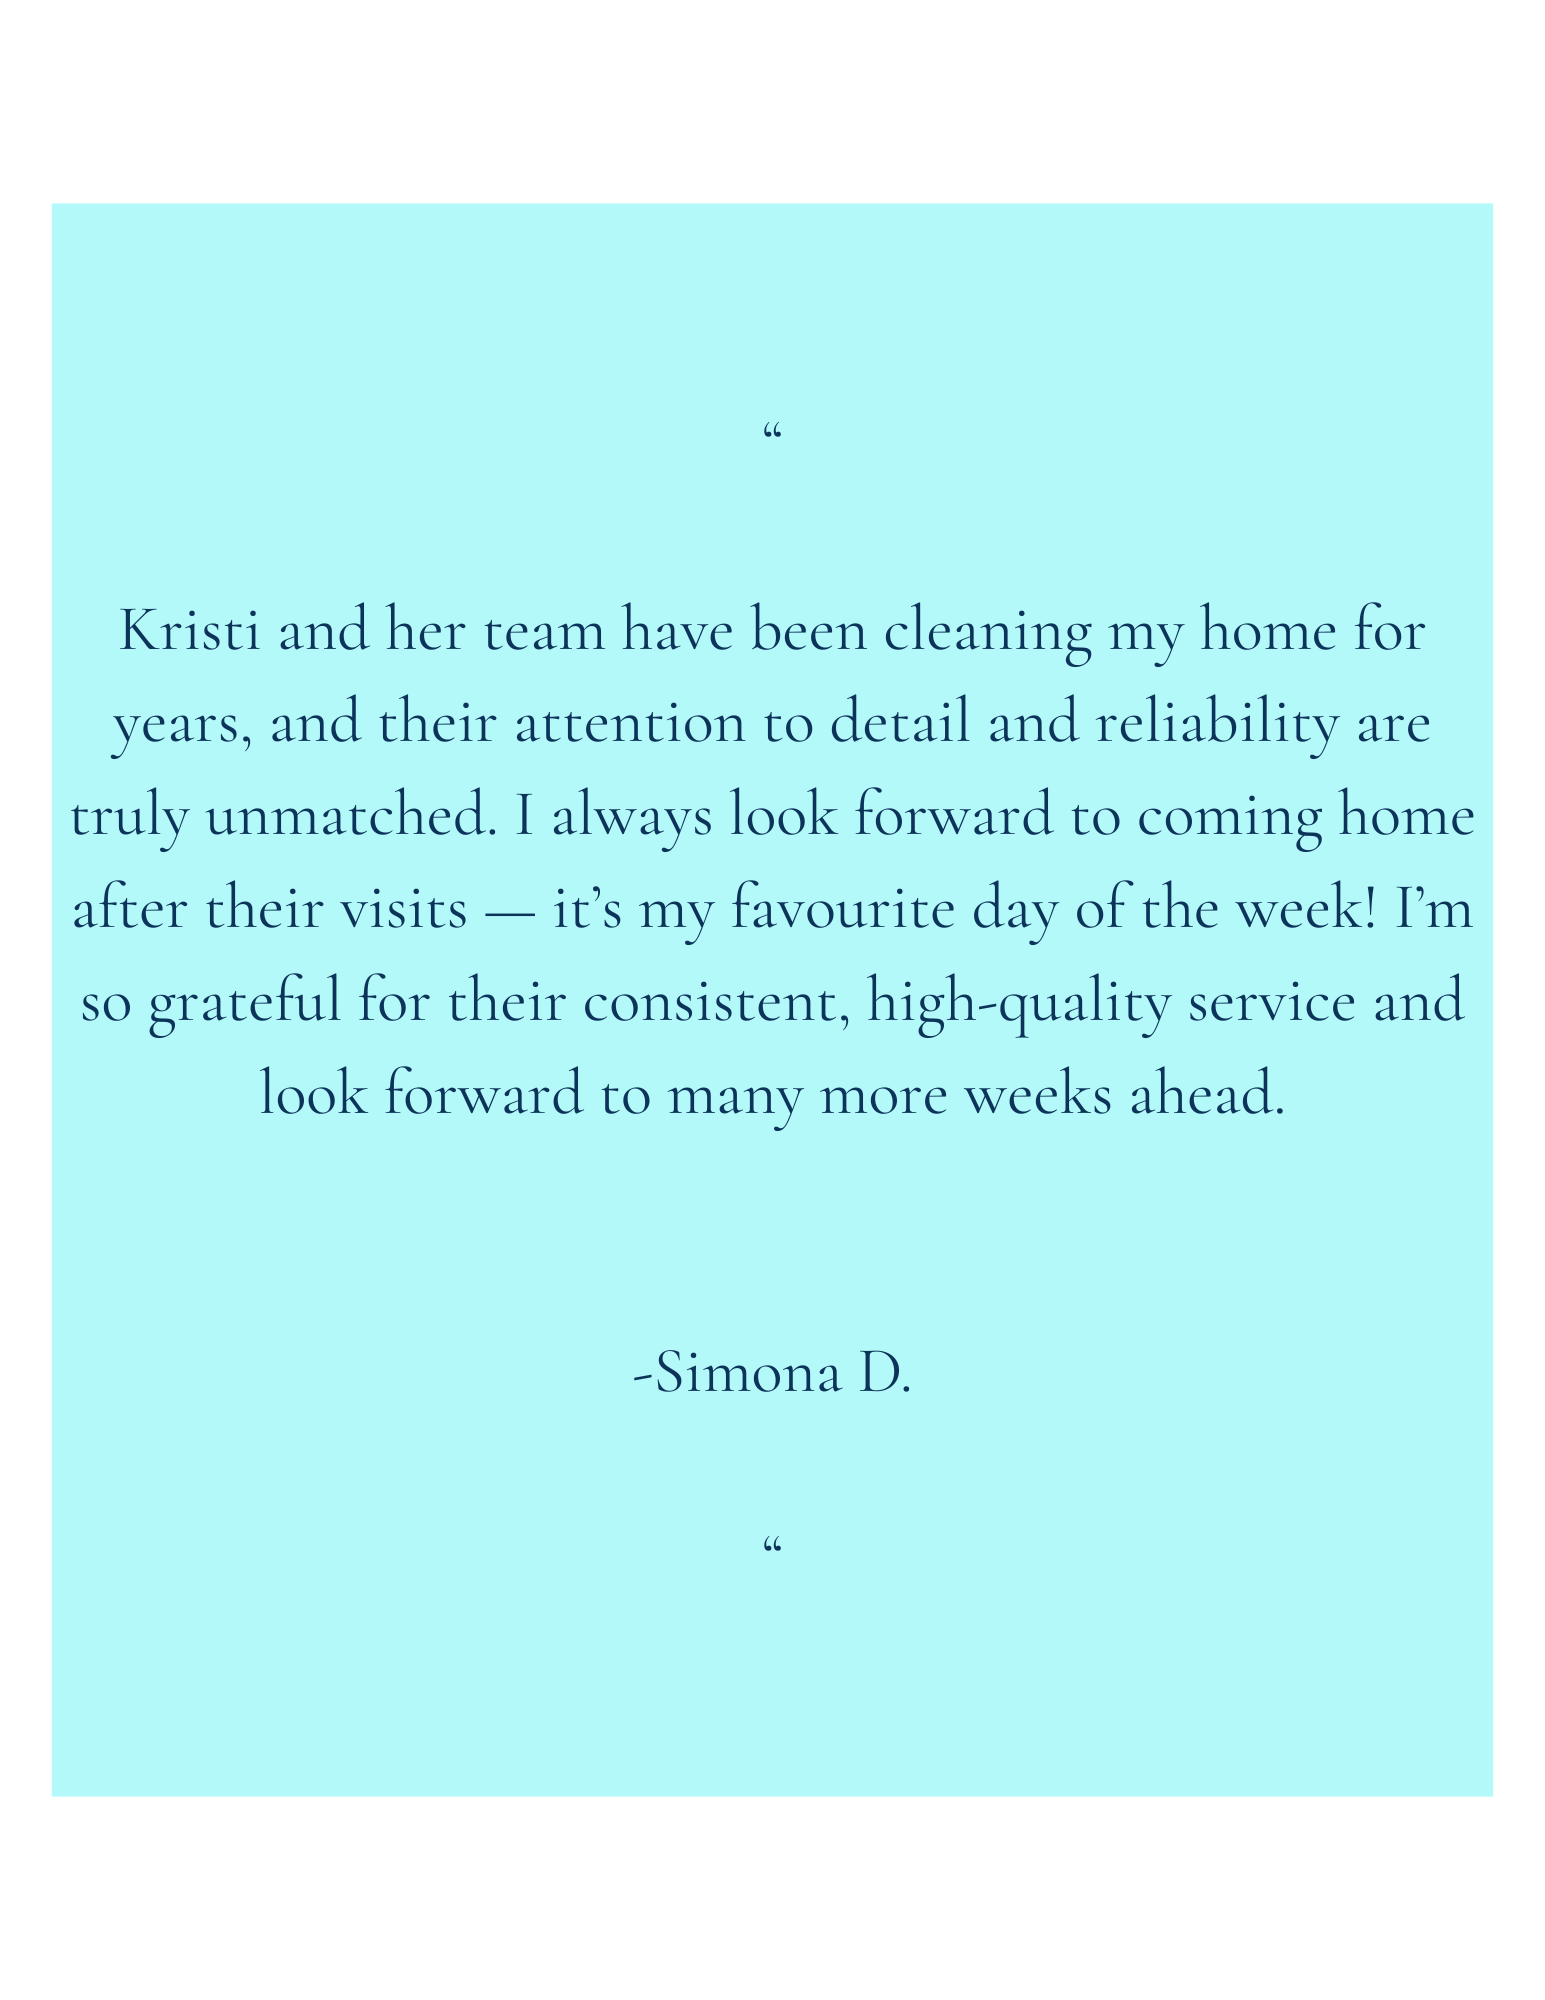 “
Kristi and her team have been cleaning my home for
years, and their attention to detail and reliability are
truly unmatched. I always look forward to coming home
after their visits — it’s my favourite day of the week! I’m
so grateful for their consistent, high-quality service and
look forward to many more weeks ahead.
-Simona D.
“